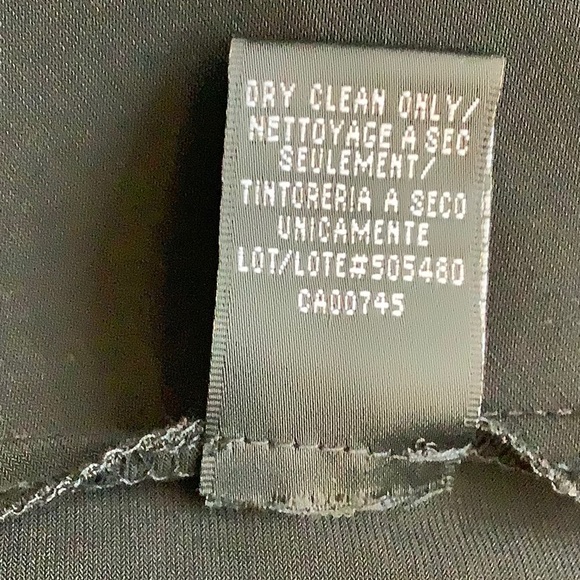 DRY CLEAN ONLY/
NETTOYAGE A SEC
SEULEMENT/
TINTORERIA A SECO
UNICAMENTE
LOT/LOTE#505480
CA00745